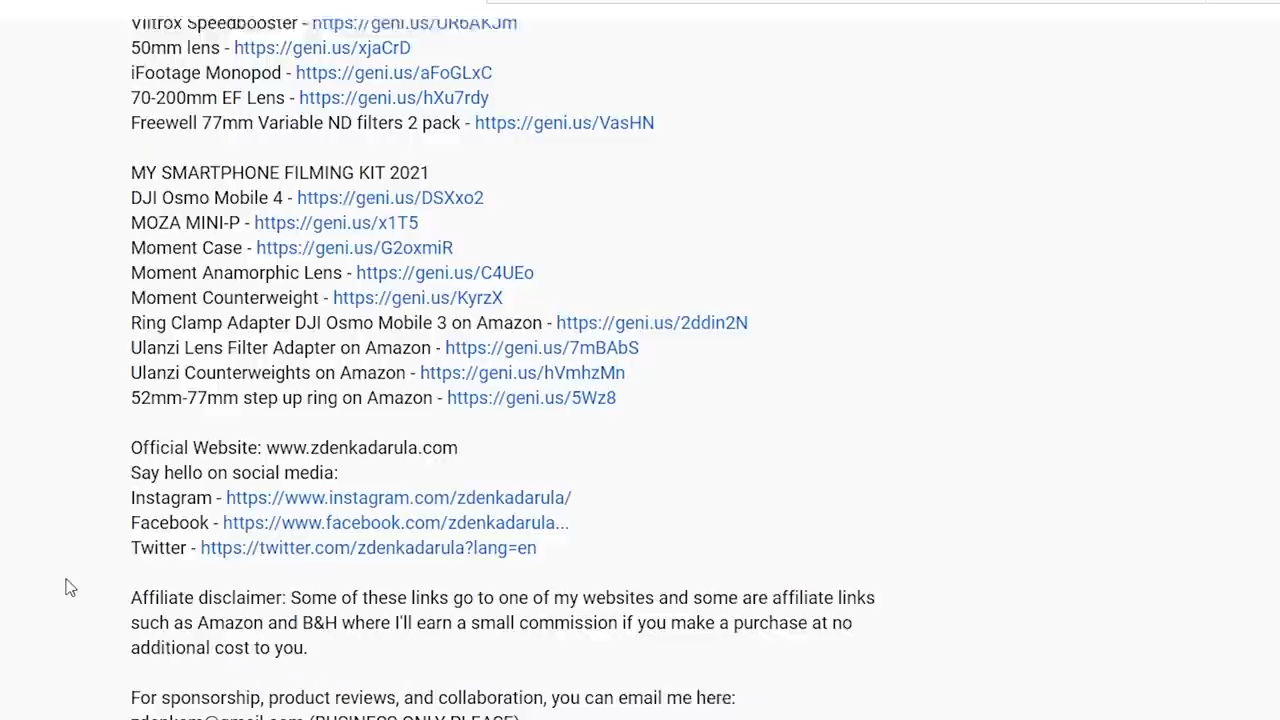 Viltrox Speedbooster - https://geni.us/UR6AKJm
50mm lens - https://geni.us/xjaCrD
iFootage Monopod - https://geni.us/aFoGLxC
70-200mm EF Lens - https://geni.us/hXu7rdy
Freewell 77mm Variable ND filters 2 pack - https://geni.us/VasHN
MY SMARTPHONE FILMING KIT 2021
DJI Osmo Mobile 4 - https://geni.us/DSXxo2
MOZA MINI-P - https://geni.us/x1T5
Moment Case - https://geni.us/G2oxmiR
Moment Anamorphic Lens - https://geni.us/C4UEo
Moment Counterweight - https://geni.us/KyrzX
Ring Clamp Adapter DJI Osmo Mobile 3 on Amazon - https://geni.us/2ddin2N
Ulanzi Lens Filter Adapter on Amazon - https://geni.us/7mBAbS
Ulanzi Counterweights on Amazon - https://geni.us/hVmhzMn
52mm-77mm step up ring on Amazon - https://geni.us/5Wz8
Official Website: www.zdenkadarula.com
Say hello on social media:
Instagram - https://www.instagram.com/zdenkadarula/
Facebook - https://www.facebook.com/zdenkadarula...
Twitter - https://twitter.com/zdenkadarula?lang=en
Affiliate disclaimer: Some of these links go to one of my websites and some are affiliate links
such as Amazon and B&H where I'll earn a small commission if you make a purchase at no
additional cost to you.
For sponsorship, product reviews, and collaboration, you can email me here:
(BUSINESS ONLY PLEASE)